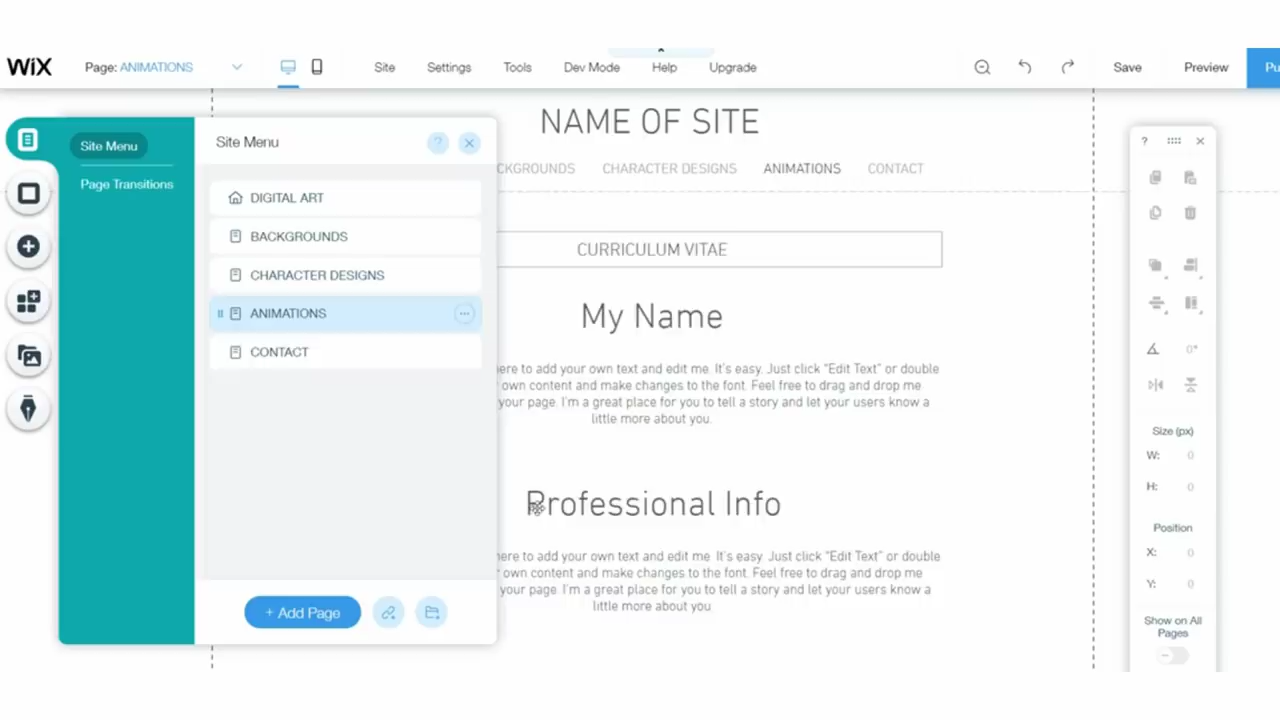 WiX
Page: ANIMATIONS
Site
Settings
Tools
Dev Mode
Help
Upgrade
Save
Preview
Pu
Site Menu
Page Transitions
Site Menu
?
DIGITAL ART
BACKGROUNDS
CHARACTER DESIGNS
ANIMATIONS
CONTACT
+ Add Page
NAME OF SITE
CKGROUNDS CHARACTER DESIGNS ANIMATIONS CONTACT
CURRICULUM VITAE
My Name
here to add your own text and edit me. It's easy. Just click "Edit Text" or double
own content and make changes to the font. Feel free to drag and drop me
your page. I'm a great place for you to tell a story and let your users know a
little more about you.
Professional Info
here to add your own text and edit me. It's easy. Just click "Edit Text" or double
own content and make changes to the font. Feel free to drag and drop me
your page. I'm a great place for you to tell a story and let your users know a
little more about you.
?
0°
Size (px)
W: 0
H: 0
Position
X: 0
Y: 0
Show on All
Pages